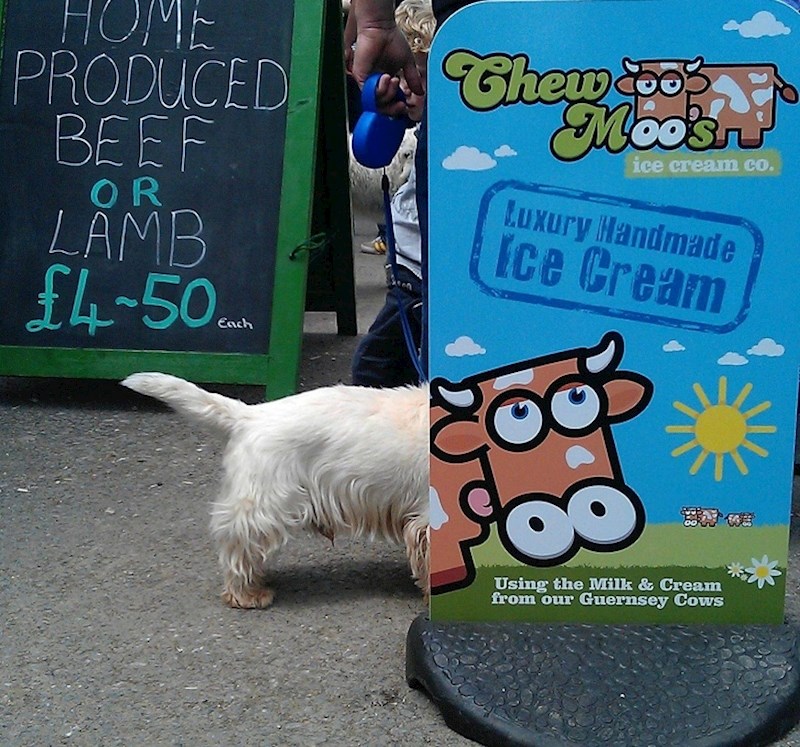 HOME
PRODUCED
BEEF
OR
LAMB
£4~50 Each
Chew
Moo's
ice cream co.
Luxury Handmade
Ice Cream
Using the Milk & Cream
from our Guernsey Cows